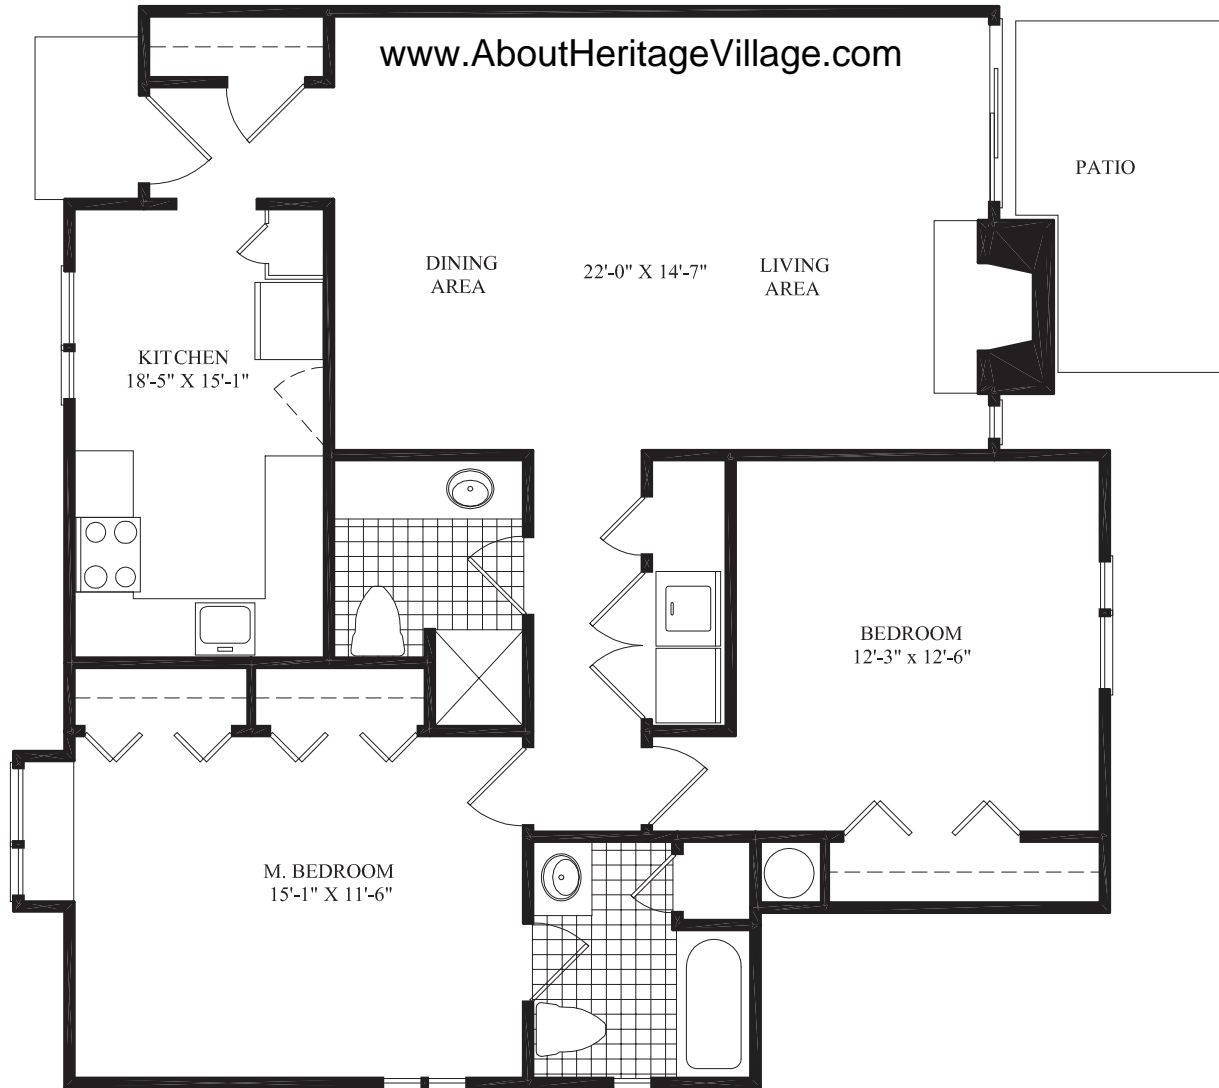 www.AboutHeritageVillage.com
PATIO
DINING
AREA
22'-0" X 14'-7"
LIVING
AREA
KITCHEN
18'-5" X 15'-1"
BEDROOM
12'-3" x 12'-6"
M. BEDROOM
15'-1" X 11'-6"